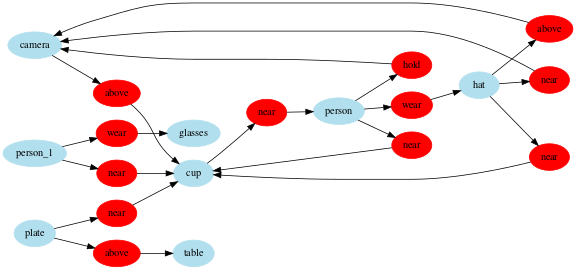 camera
above
person_1
wear
near
glasses
cup
plate
near
above
table
near
person
hold
wear
near
hat
above
near
near